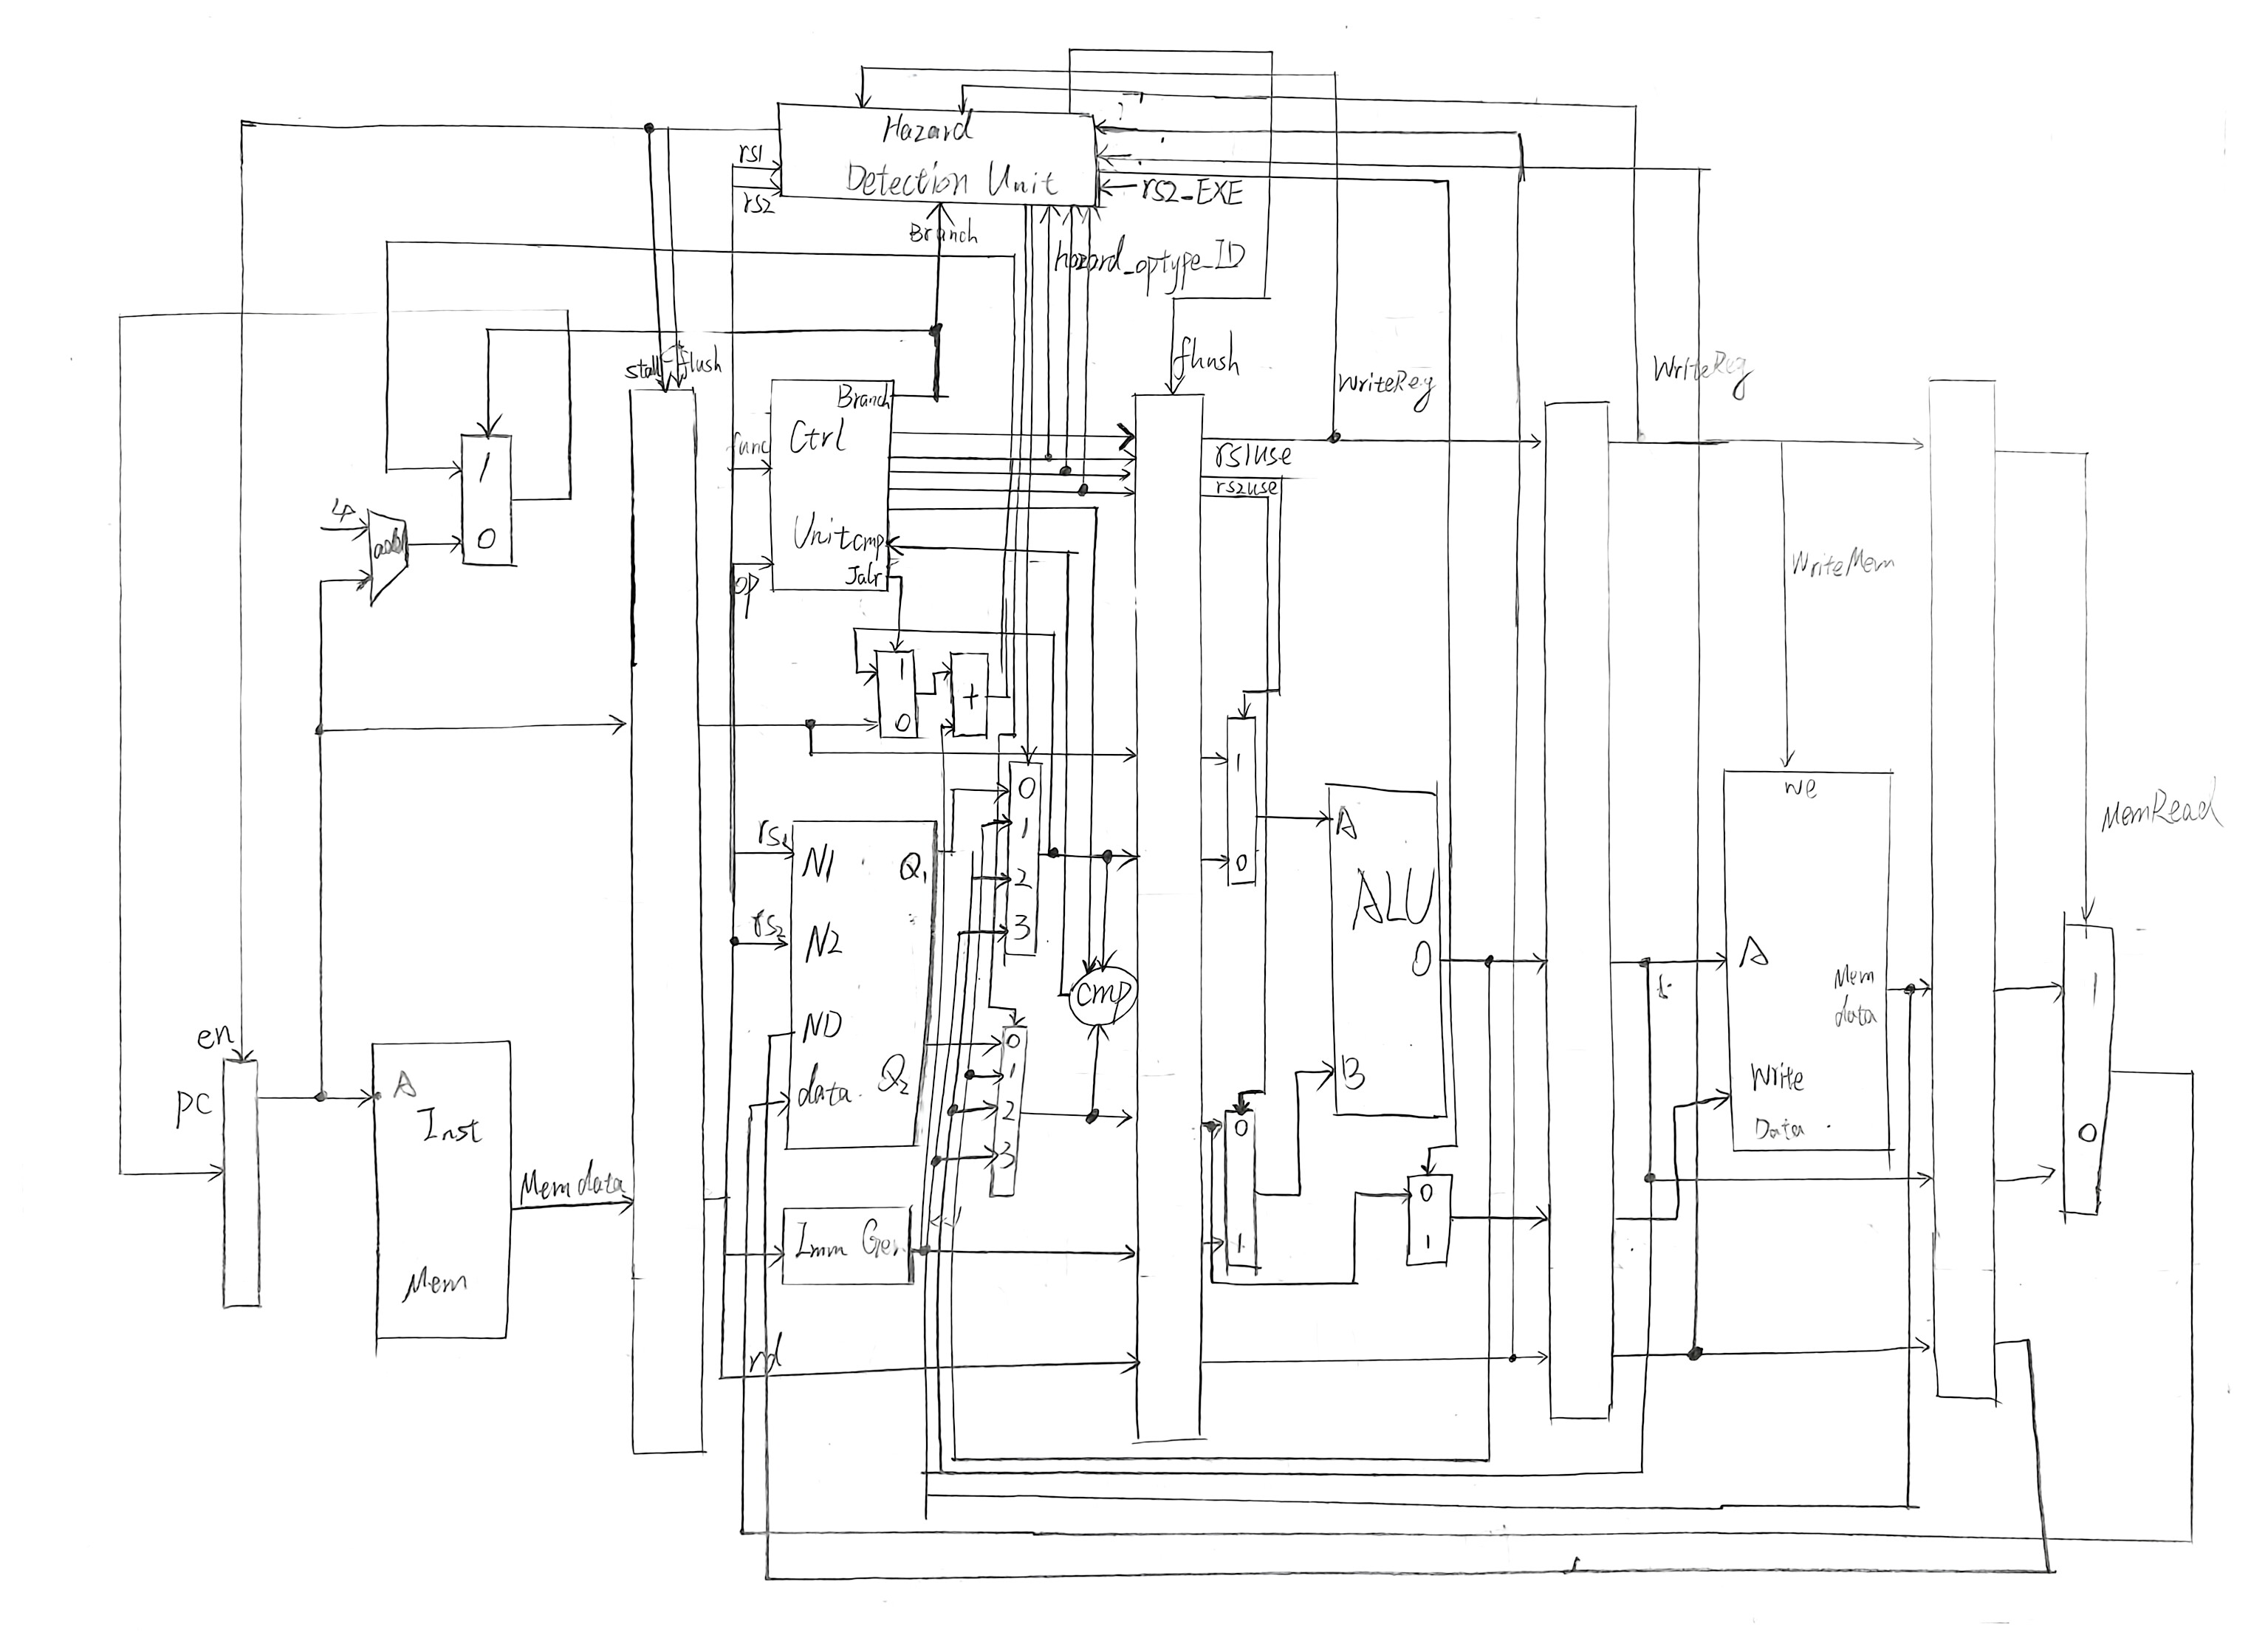 Hazard
Detection Unit
rs1
rs2
rs2_EXE
Branch
hazard_optype_ID
stall
flush
flush
WriteReg
WriteReg
Branch
Ctrl
func
Unit
cmp
Jalr
op
rs1use
rs2use
1
0
4
add
WriteMem
1
0
+
0
1
2
3
1
0
we
MemRead
rs1
N1
Q1
rs2
N2
ND
data
Q2
A
ALU
O
B
A
Mem
data
Write
Data
1
0
cmp
0
1
2
3
en
PC
A
Inst
Mem
Mem data
0
1
0
1
Imm Gen
rd